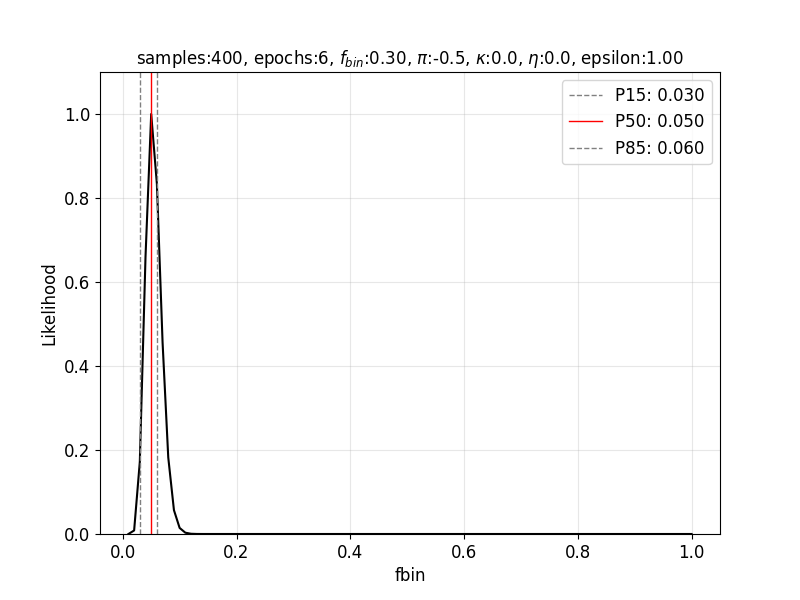 samples:400, epochs:6, f_bin:0.30, π:-0.5, κ:0.0, η:0.0, epsilon:1.00
P15: 0.030
P50: 0.050
P85: 0.060
1.0
0.8
0.6
0.4
0.2
0.0
Likelihood
0.0 0.2 0.4 0.6 0.8 1.0
fbin